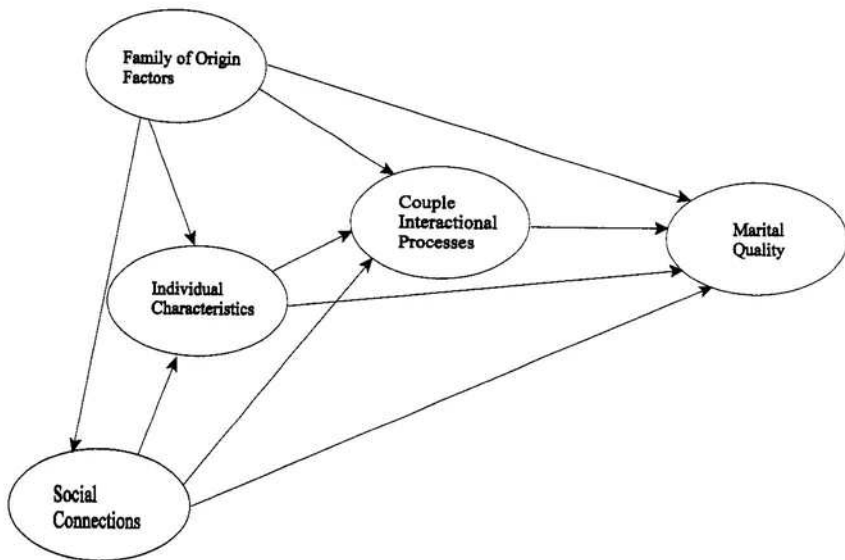 Family of Origin
Factors
Couple
Interactional
Processes
Marital
Quality
Individual
Characteristics
Social
Connections